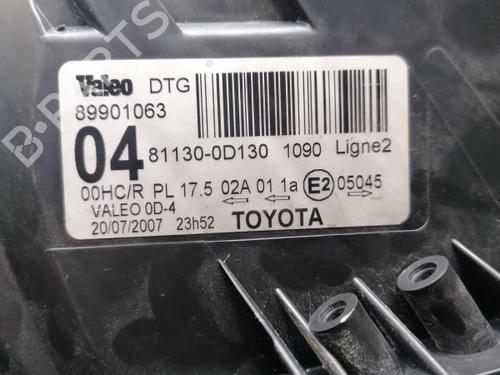 Valeo DTG
89901063
04 81130-0D130 1090 Ligne2
00HC/R PL 17.5 02A 01 1a E2 05045
VALEO 0D-4
20/07/2007 23h52 TOYOTA
B-PARTS